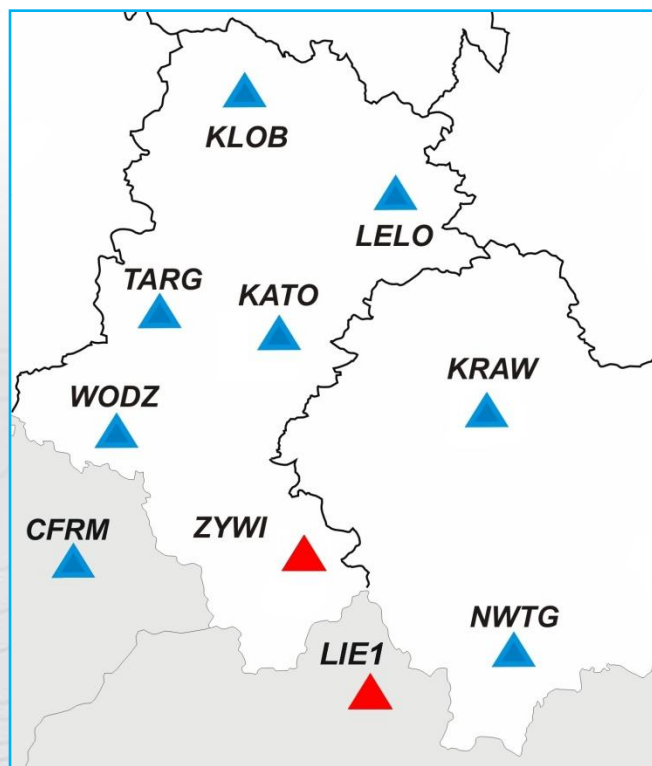 KLOB
LELO
TARG
KATO
KRAW
WODZ
CFRM
ZYWI
NWTG
LIE1